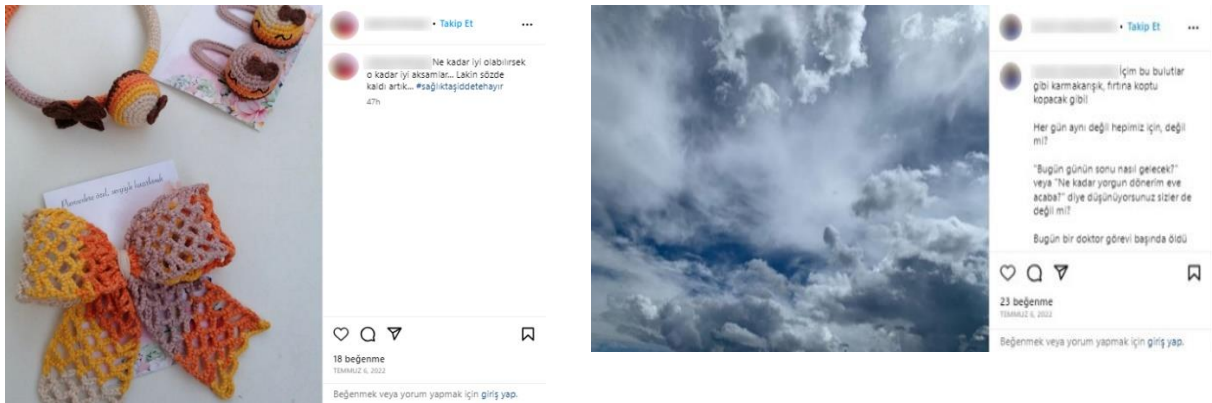 • Takip Et
Ne kadar iyi olabilirsek
o kadar iyi aksamlar... Lakin sözde
kaldı artık... #sağlıktaşiddetehayır
47h
18 beğenme
TEMMUZ 6, 2022
Beğenmek veya yorum yapmak için giriş yap.
• Takip Et
İçim bu bulutlar
gibi karmakarışık, fırtına koptu
kopacak gibi!
Her gün aynı değil hepimiz için, değil
mi?
"Bugün günün sonu nasıl gelecek?"
veya "Ne kadar yorgun dönerim eve
acaba?" diye düşünüyorsunuz sizler de
değil mi?
Bugün bir doktor görevi başında öldü
23 beğenme
TEMMUZ 6, 2022
Beğenmek veya yorum yapmak için giriş yap.